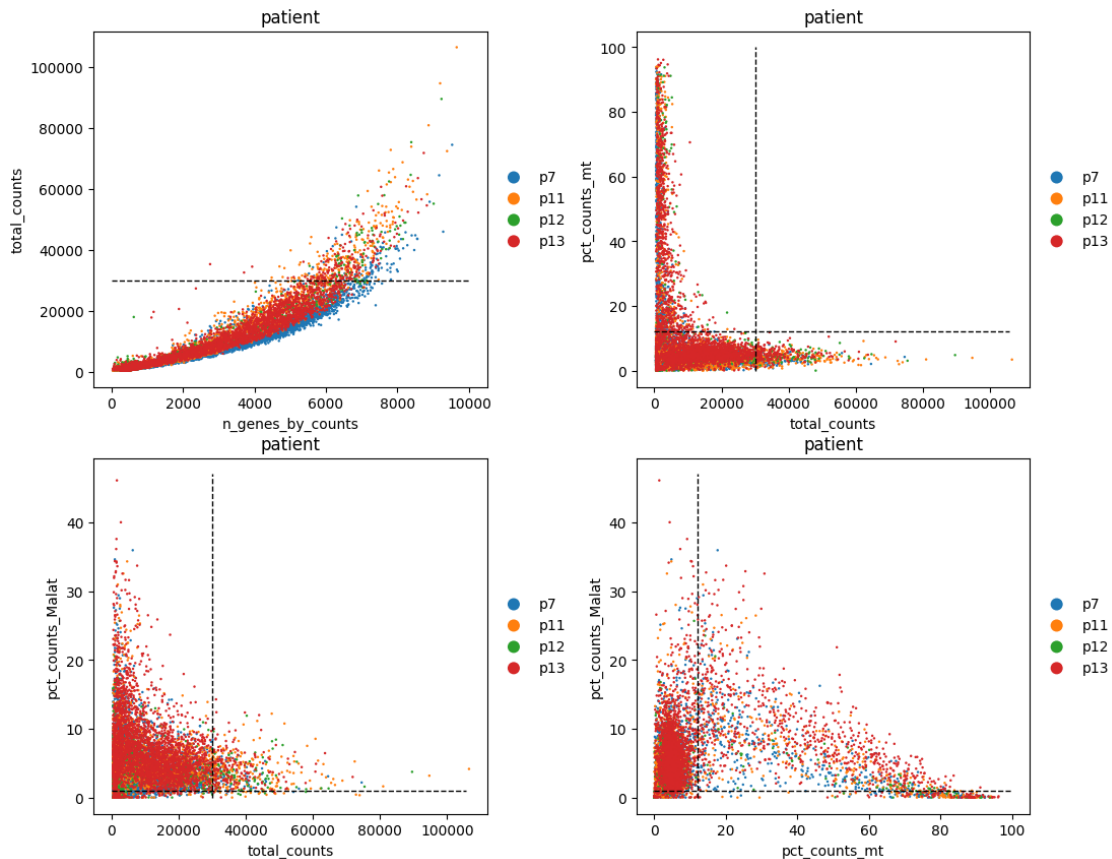 patient
total_counts
100000
80000
60000
40000
20000
0
0 2000 4000 6000 8000 10000
n_genes_by_counts
p7
p11
p12
p13
patient
pct_counts_mt
100
80
60
40
20
0
0 20000 40000 60000 80000 100000
total_counts
p7
p11
p12
p13
patient
pct_counts_Malat
40
30
20
10
0
0 20000 40000 60000 80000 100000
total_counts
p7
p11
p12
p13
patient
pct_counts_Malat
40
30
20
10
0
0 20 40 60 80 100
pct_counts_mt
p7
p11
p12
p13